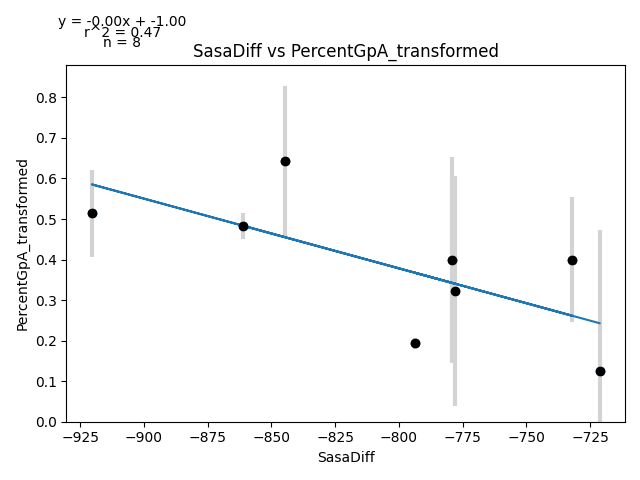 y = -0.00x + -1.00
r^2 = 0.47
n = 8
SasaDiff vs PercentGpA_transformed
PercentGpA_transformed
0.8
0.7
0.6
0.5
0.4
0.3
0.2
0.1
0.0
−925 −900 −875 −850 −825 −800 −775 −750 −725
SasaDiff